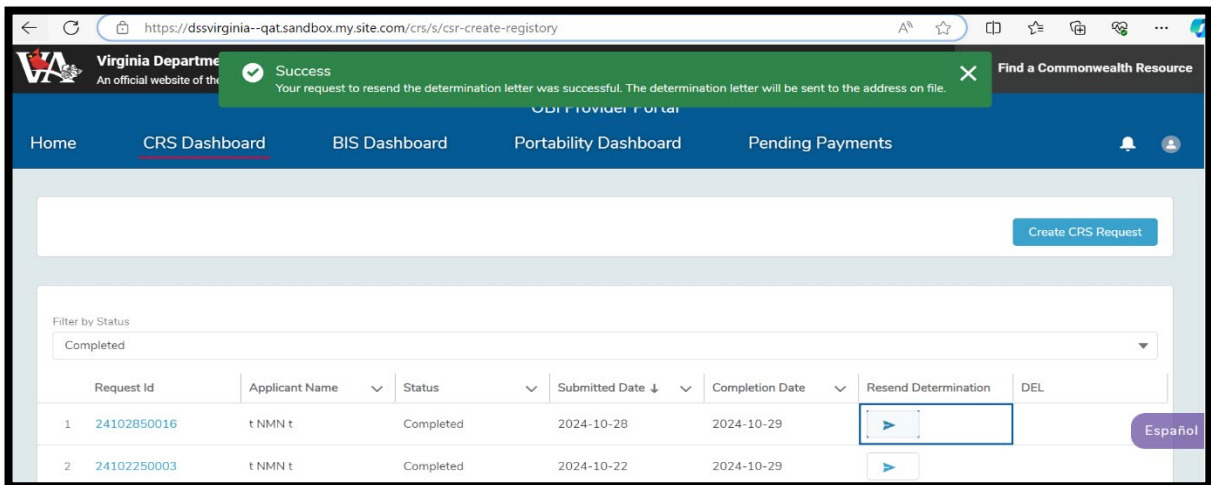 https://dssvirginia--qat.sandbox.my.site.com/crs/s/csr-create-registory
Virginia Departme
An official website of the
Success
Your request to resend the determination letter was successful. The determination letter will be sent to the address on file.
Find a Commonwealth Resource
OBI Provider Portal
Home CRS Dashboard BIS Dashboard Portability Dashboard Pending Payments
Create CRS Request
Filter by Status
Completed
Request Id Applicant Name Status Submitted Date Completion Date Resend Determination DEL
1 24102850016 t NMN t Completed 2024-10-28 2024-10-29
Español
2 24102250003 t NMN t Completed 2024-10-22 2024-10-29